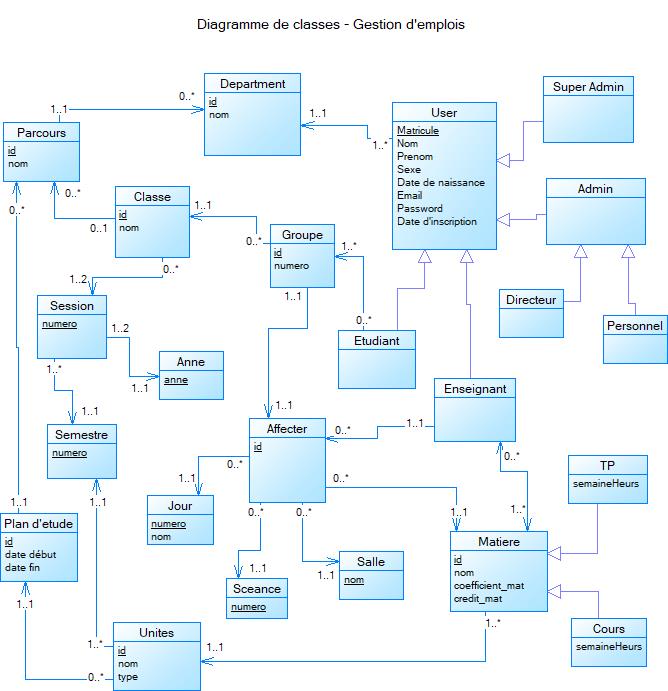 Diagramme de classes - Gestion d'emplois
Department
id
nom
0..*
1..1
Parcours
id
nom
0..*
0..*
User
Matricule
Nom
Prenom
Sexe
Date de naissance
Email
Password
Date d'inscription
1..1
1..*
Super Admin
Admin
Directeur
Personnel
Classe
id
nom
0..1
1..1
0..*
Groupe
id
numero
0..*
1..*
1..1
Etudiant
0..*
Session
numero
1..2
1..2
1..*
Anne
anne
1..1
Semestre
numero
1..1
1..1
Enseignant
1..1
0..*
Affecter
id
1..1
0..*
0..*
0..*
0..*
0..*
Jour
numero
nom
1..1
Sceance
numero
1..1
Salle
nom
1..1
TP
semaineHeurs
Matiere
id
nom
coefficient_mat
credit_mat
1..1
1..*
1..*
Cours
semaineHeurs
Plan d'etude
id
date début
date fin
1..1
1..1
Unites
id
nom
type
1..*
0..*
1..1